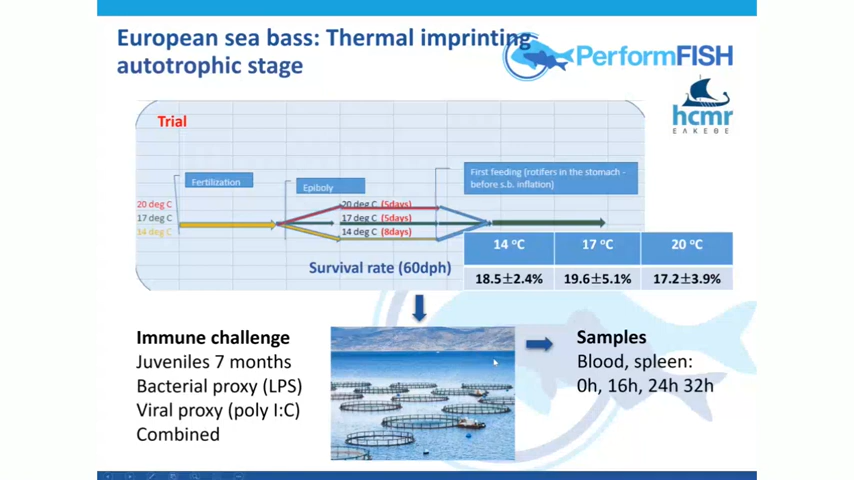 European sea bass: Thermal imprinting
autotrophic stage
PerformFISH
hcmr
ΕΛΚΕΘΕ
Trial
Fertilization
Epiboly
First feeding (rotifers in the stomach -
before s.b. inflation)
20 deg C
17 deg C
14 deg C
20 deg C (5days)
17 deg C (5days)
14 deg C (8days)
Survival rate (60dph)
14 °C 17 °C 20 °C
18.5±2.4% 19.6±5.1% 17.2±3.9%
Immune challenge
Juveniles 7 months
Bacterial proxy (LPS)
Viral proxy (poly I:C)
Combined
Samples
Blood, spleen:
0h, 16h, 24h 32h